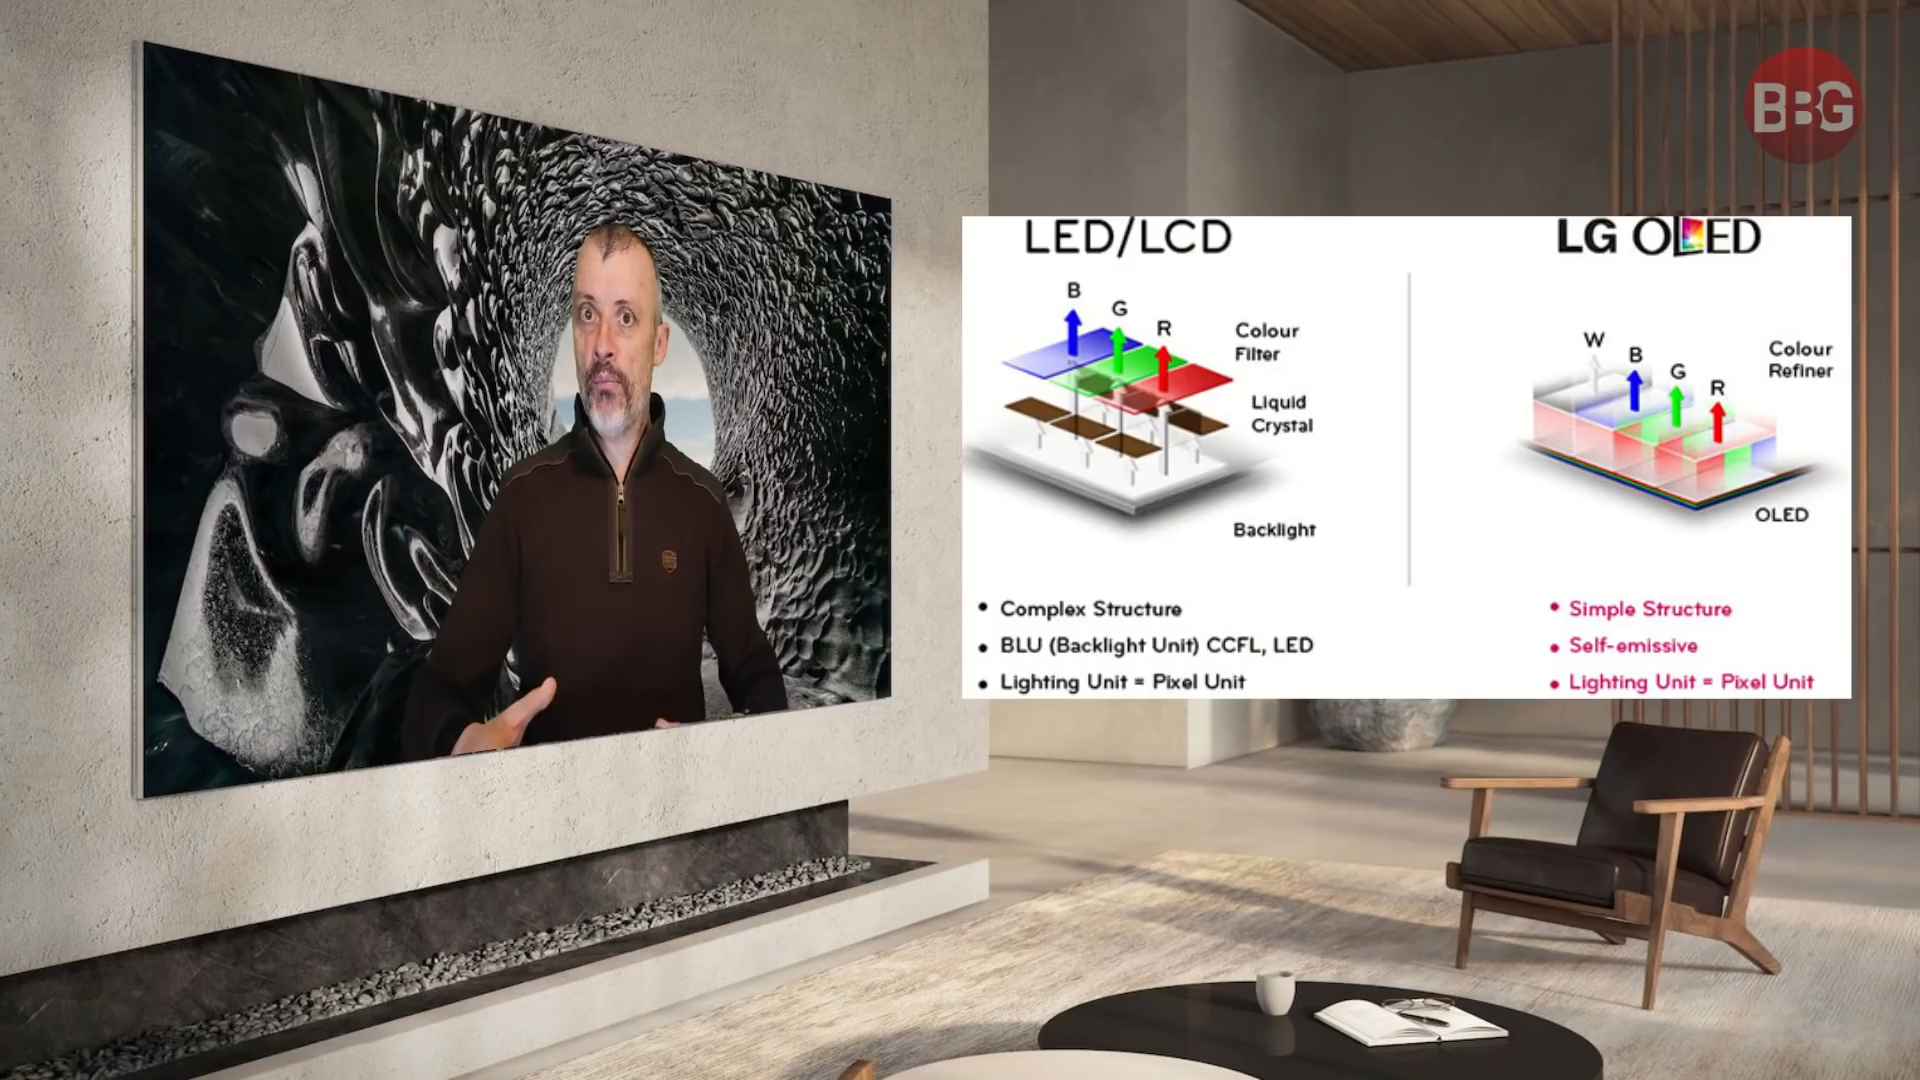 BBG
LED/LCD
B
G
R
Colour
Filter
Liquid
Crystal
Backlight
• Complex Structure
• BLU (Backlight Unit) CCFL, LED
• Lighting Unit = Pixel Unit
LG OLED
W
B
G
R
Colour
Refiner
OLED
• Simple Structure
• Self-emissive
• Lighting Unit = Pixel Unit